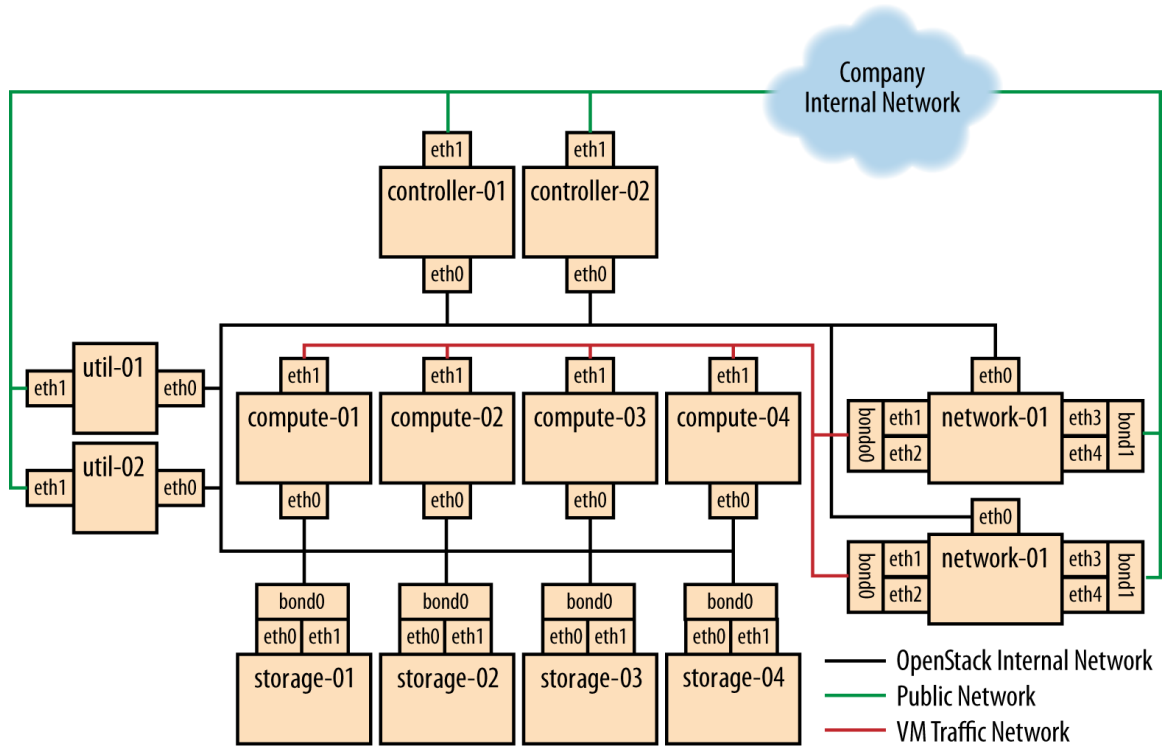 Company
Internal Network
eth1
eth1
controller-01
controller-02
eth0
eth0
util-01
eth1
eth0
util-02
eth1
eth0
eth1
eth1
eth1
eth1
compute-01
compute-02
compute-03
compute-04
eth0
eth0
eth0
eth0
eth0
bondo0
eth1
eth2
network-01
eth3
eth4
bond1
eth0
bond0
eth1
eth2
network-01
eth3
eth4
bond1
bond0
eth0
eth1
storage-01
bond0
eth0
eth1
storage-02
bond0
eth0
eth1
storage-03
bond0
eth0
eth1
storage-04
OpenStack Internal Network
Public Network
VM Traffic Network